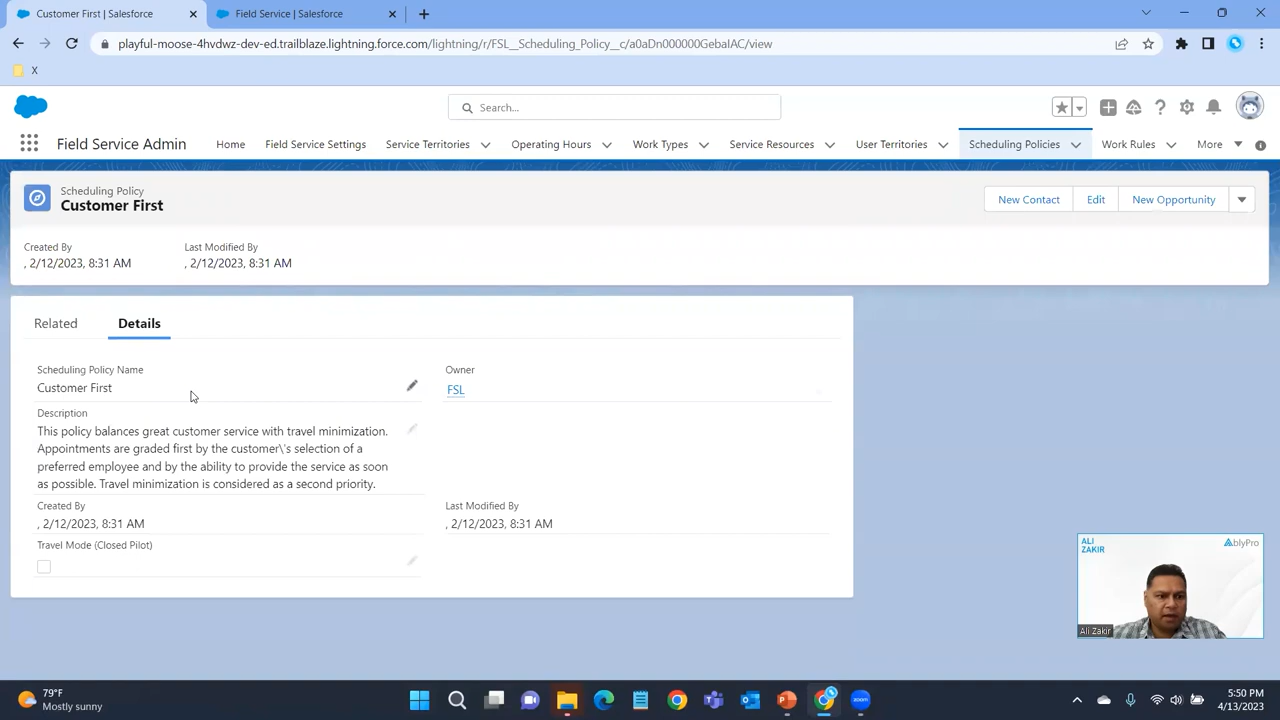 Customer First | Salesforce
Field Service | Salesforce
playful-moose-4hvdwz-dev-ed.trailblaze.lightning.force.com/lightning/r/FSL__Scheduling_Policy__c/a0aDn000000GebaIAC/view
X
Search...
Field Service Admin
Home
Field Service Settings
Service Territories
Operating Hours
Work Types
Service Resources
User Territories
Scheduling Policies
Work Rules
More
Scheduling Policy
Customer First
New Contact
Edit
New Opportunity
Created By
Last Modified By
, 2/12/2023, 8:31 AM
, 2/12/2023, 8:31 AM
Related
Details
Scheduling Policy Name
Customer First
Owner
FSL
Description
This policy balances great customer service with travel minimization.
Appointments are graded first by the customer\'s selection of a
preferred employee and by the ability to provide the service as soon
as possible. Travel minimization is considered as a second priority.
Created By
, 2/12/2023, 8:31 AM
Last Modified By
, 2/12/2023, 8:31 AM
Travel Mode (Closed Pilot)
ALI
ZAKIR
AblyPro
Ali Zakir
79°F
Mostly sunny
zoom
5:50 PM
4/13/2023